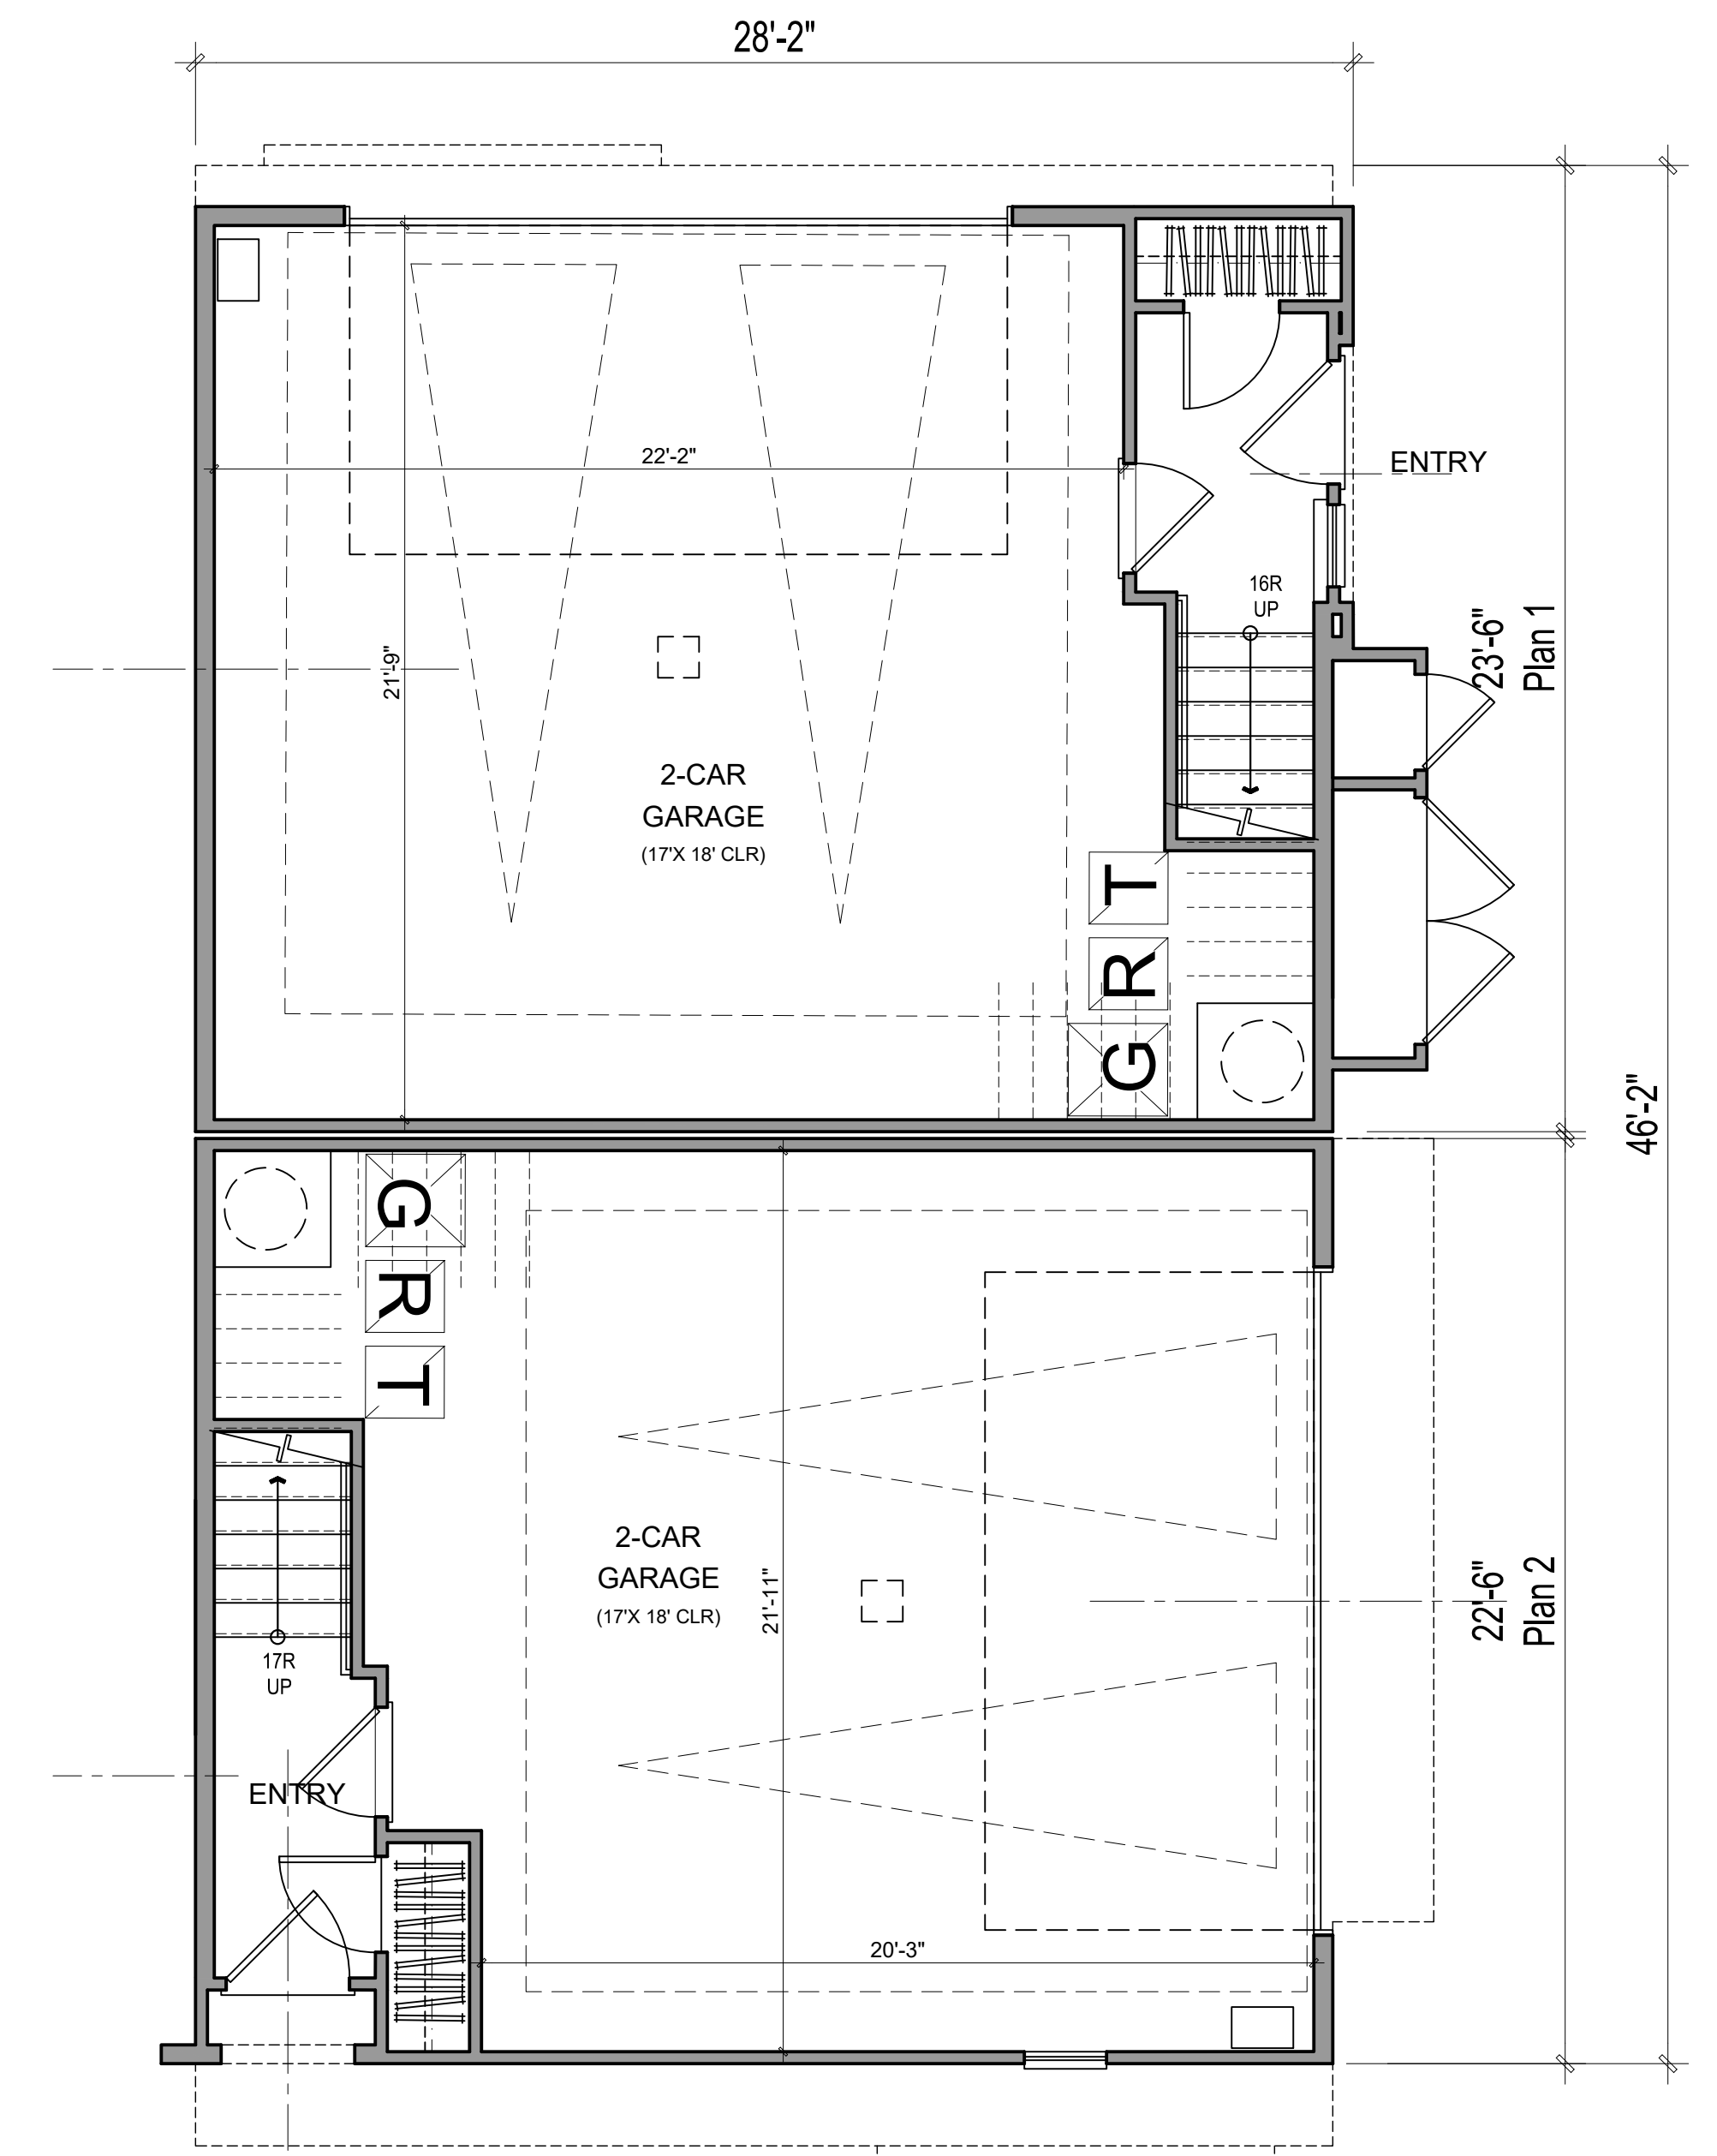 28'-2"
22'-2"
ENTRY
16R
UP
21'-9"
23'-6"
Plan 1
2-CAR
GARAGE
(17'X 18' CLR)
T
R
G
46'-2"
G
R
T
2-CAR
GARAGE
(17'X 18' CLR)
21'-11"
22'-6"
Plan 2
17R
UP
ENTRY
20'-3"